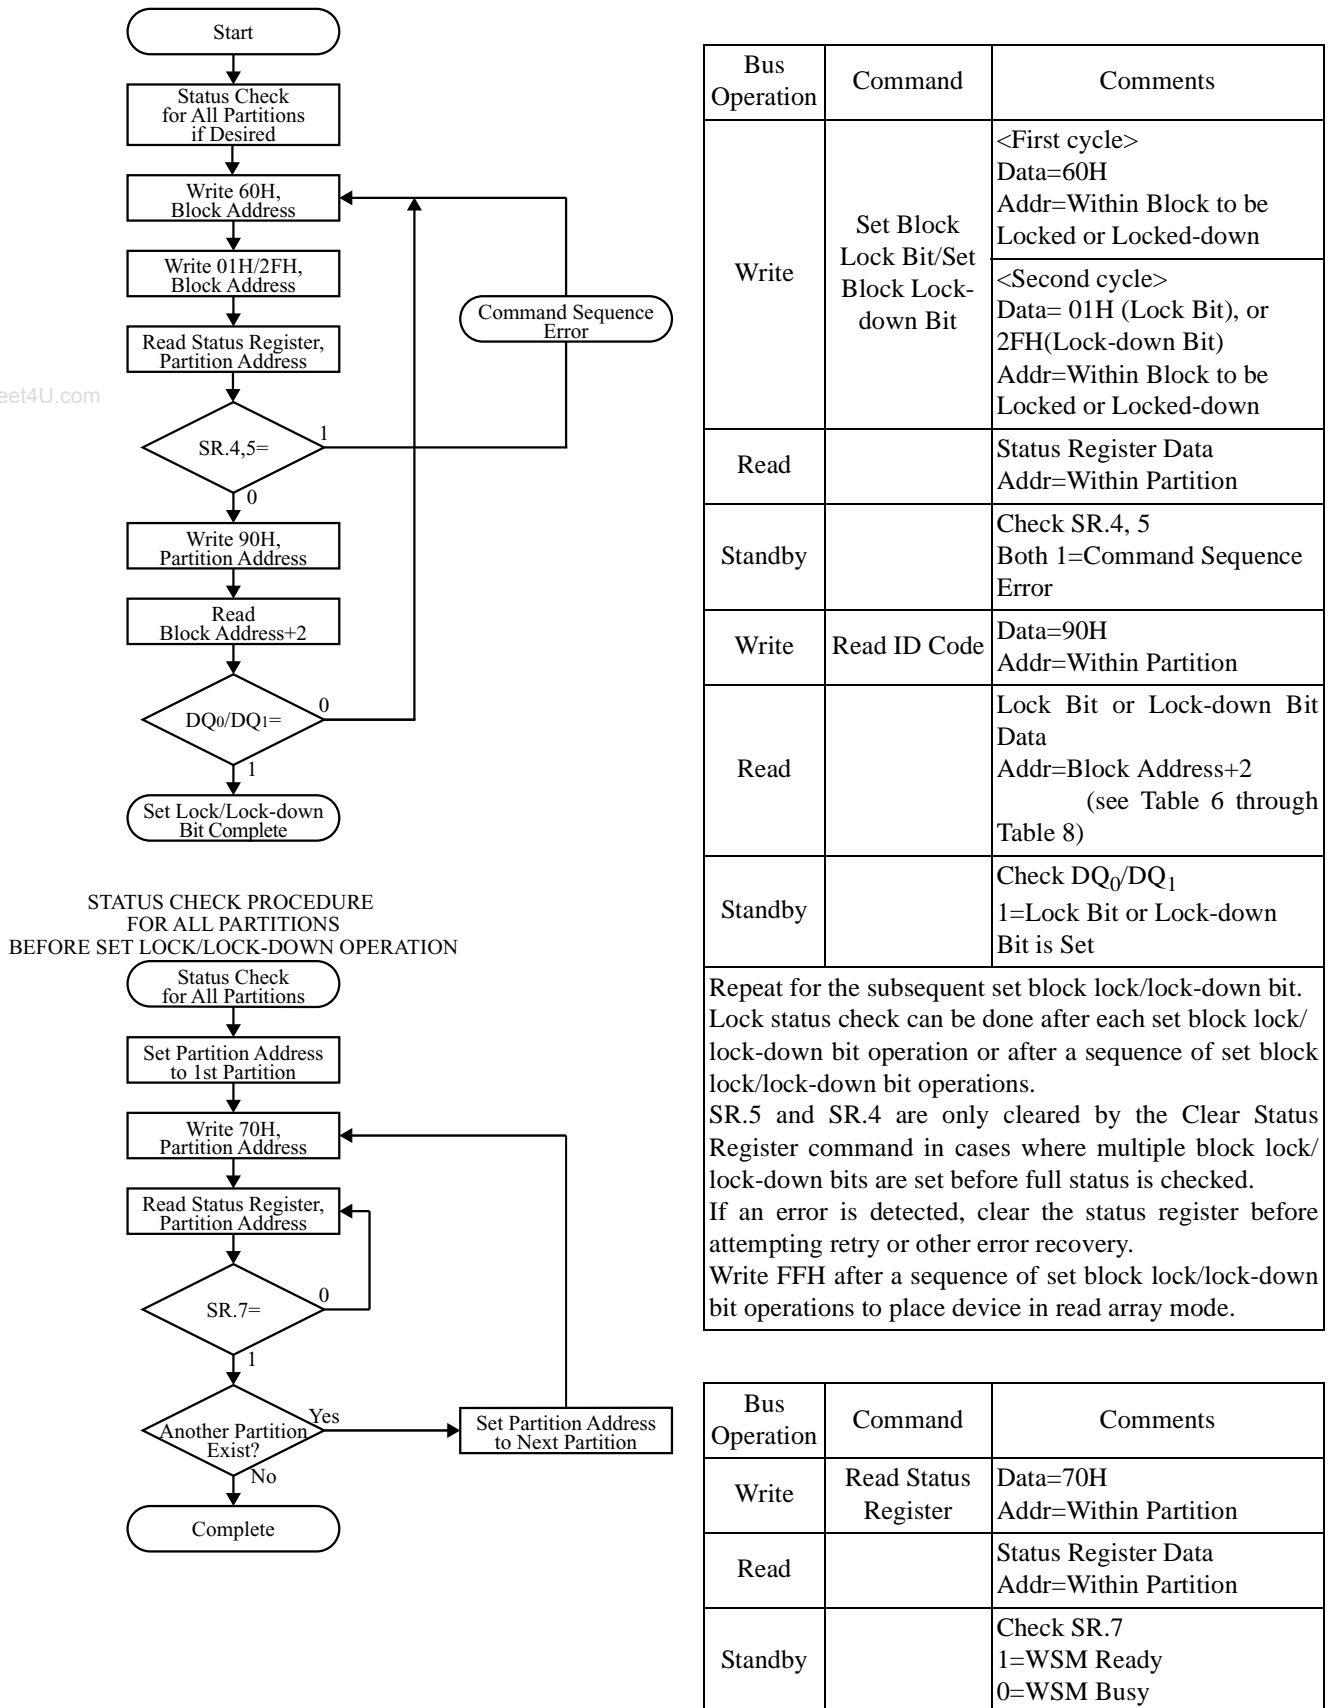 Start
Status Check
for All Partitions
if Desired
Write 60H,
Block Address
Write 01H/2FH,
Block Address
Read Status Register,
Partition Address
Command Sequence
Error
SR.4,5=
1
0
Write 90H,
Partition Address
Read
Block Address+2
DQ0/DQ1=
0
1
Set Lock/Lock-down
Bit Complete
eet4U.com
STATUS CHECK PROCEDURE
FOR ALL PARTITIONS
BEFORE SET LOCK/LOCK-DOWN OPERATION
Status Check
for All Partitions
Set Partition Address
to 1st Partition
Write 70H,
Partition Address
Read Status Register,
Partition Address
SR.7=
0
1
Another Partition
Exist?
Yes
Set Partition Address
to Next Partition
No
Complete
Bus
Operation
Command
Comments
Write
Set Block
Lock Bit/Set
Block Lock-
down Bit
<First cycle>
Data=60H
Addr=Within Block to be
Locked or Locked-down
<Second cycle>
Data= 01H (Lock Bit), or
2FH(Lock-down Bit)
Addr=Within Block to be
Locked or Locked-down
Read
Status Register Data
Addr=Within Partition
Standby
Check SR.4, 5
Both 1=Command Sequence
Error
Write
Read ID Code
Data=90H
Addr=Within Partition
Read
Lock Bit or Lock-down Bit
Data
Addr=Block Address+2
(see Table 6 through
Table 8)
Standby
Check DQ0/DQ1
1=Lock Bit or Lock-down
Bit is Set
Repeat for the subsequent set block lock/lock-down bit.
Lock status check can be done after each set block lock/
lock-down bit operation or after a sequence of set block
lock/lock-down bit operations.
SR.5 and SR.4 are only cleared by the Clear Status
Register command in cases where multiple block lock/
lock-down bits are set before full status is checked.
If an error is detected, clear the status register before
attempting retry or other error recovery.
Write FFH after a sequence of set block lock/lock-down
bit operations to place device in read array mode.
Bus
Operation
Command
Comments
Write
Read Status
Register
Data=70H
Addr=Within Partition
Read
Status Register Data
Addr=Within Partition
Standby
Check SR.7
1=WSM Ready
0=WSM Busy